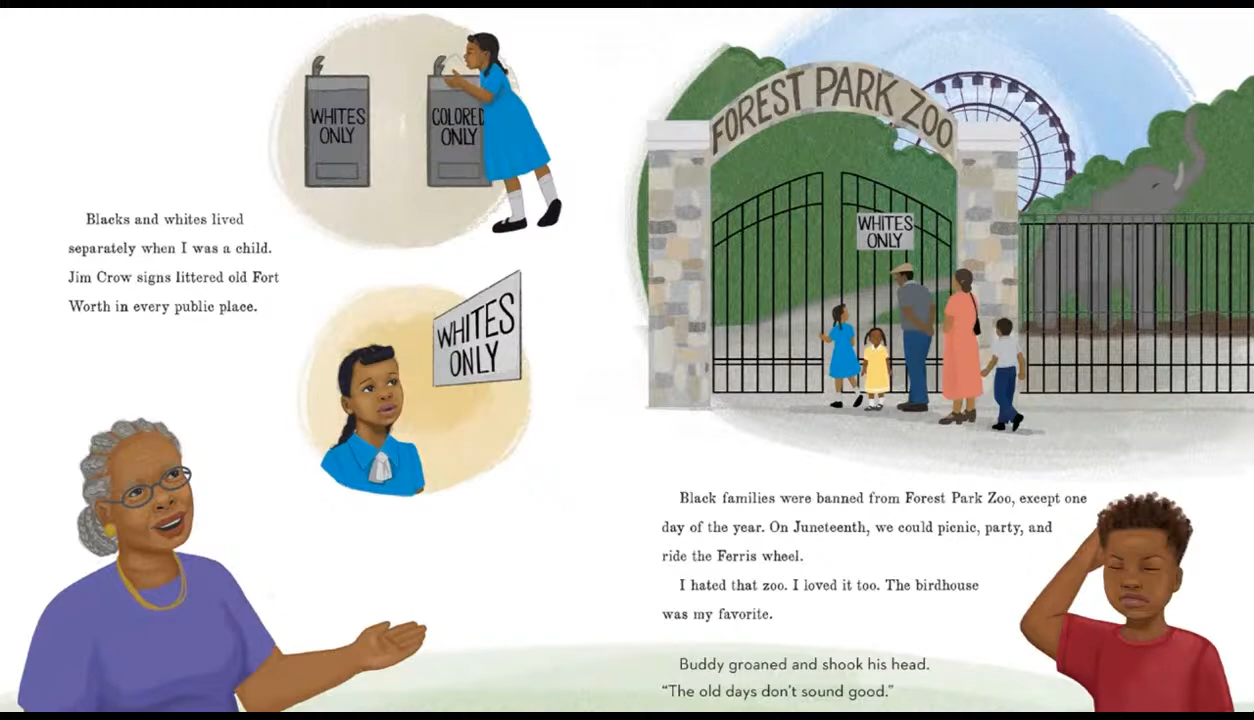 WHITES
ONLY
COLORED
ONLY
Blacks and whites lived
separately when I was a child.
Jim Crow signs littered old Fort
Worth in every public place.
WHITES
ONLY
FOREST PARK ZOO
WHITES
ONLY
Black families were banned from Forest Park Zoo, except one
day of the year. On Juneteenth, we could picnic, party, and
ride the Ferris wheel.
I hated that zoo. I loved it too. The birdhouse
was my favorite.
Buddy groaned and shook his head.
“The old days don’t sound good.”